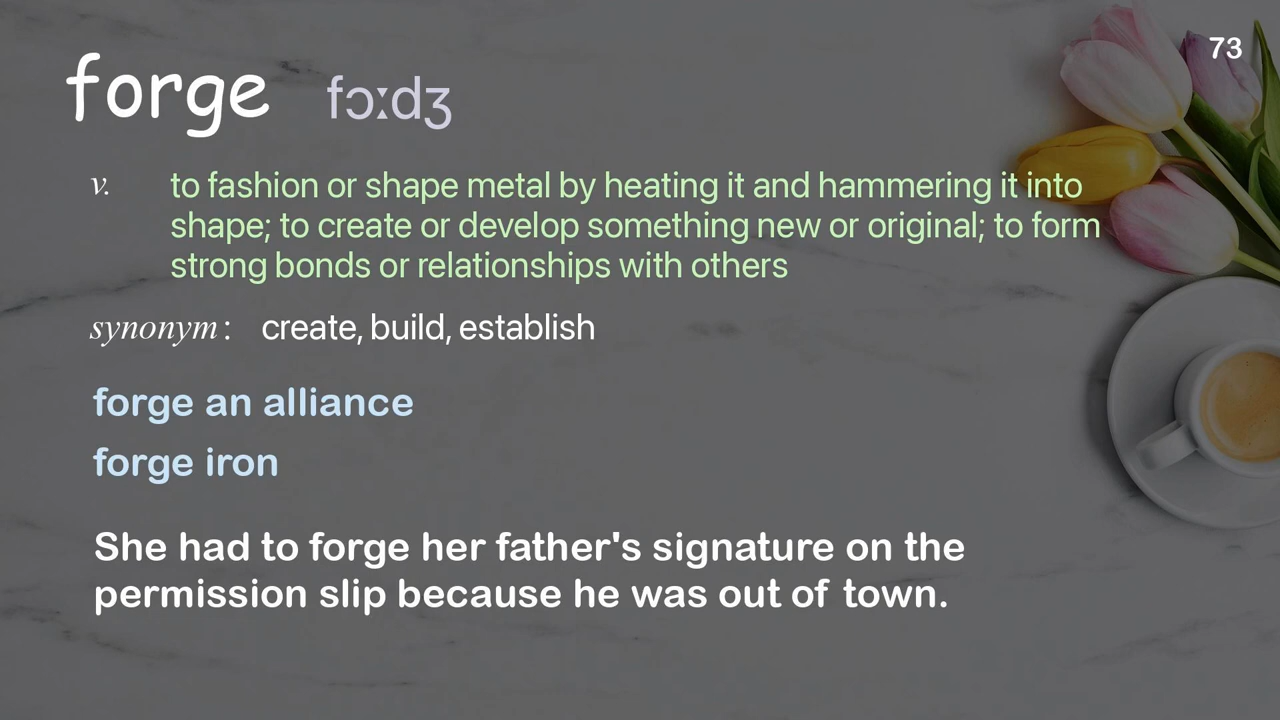 73
forge fɔːdʒ
v. to fashion or shape metal by heating it and hammering it into
shape; to create or develop something new or original; to form
strong bonds or relationships with others
synonym: create, build, establish
forge an alliance
forge iron
She had to forge her father's signature on the
permission slip because he was out of town.